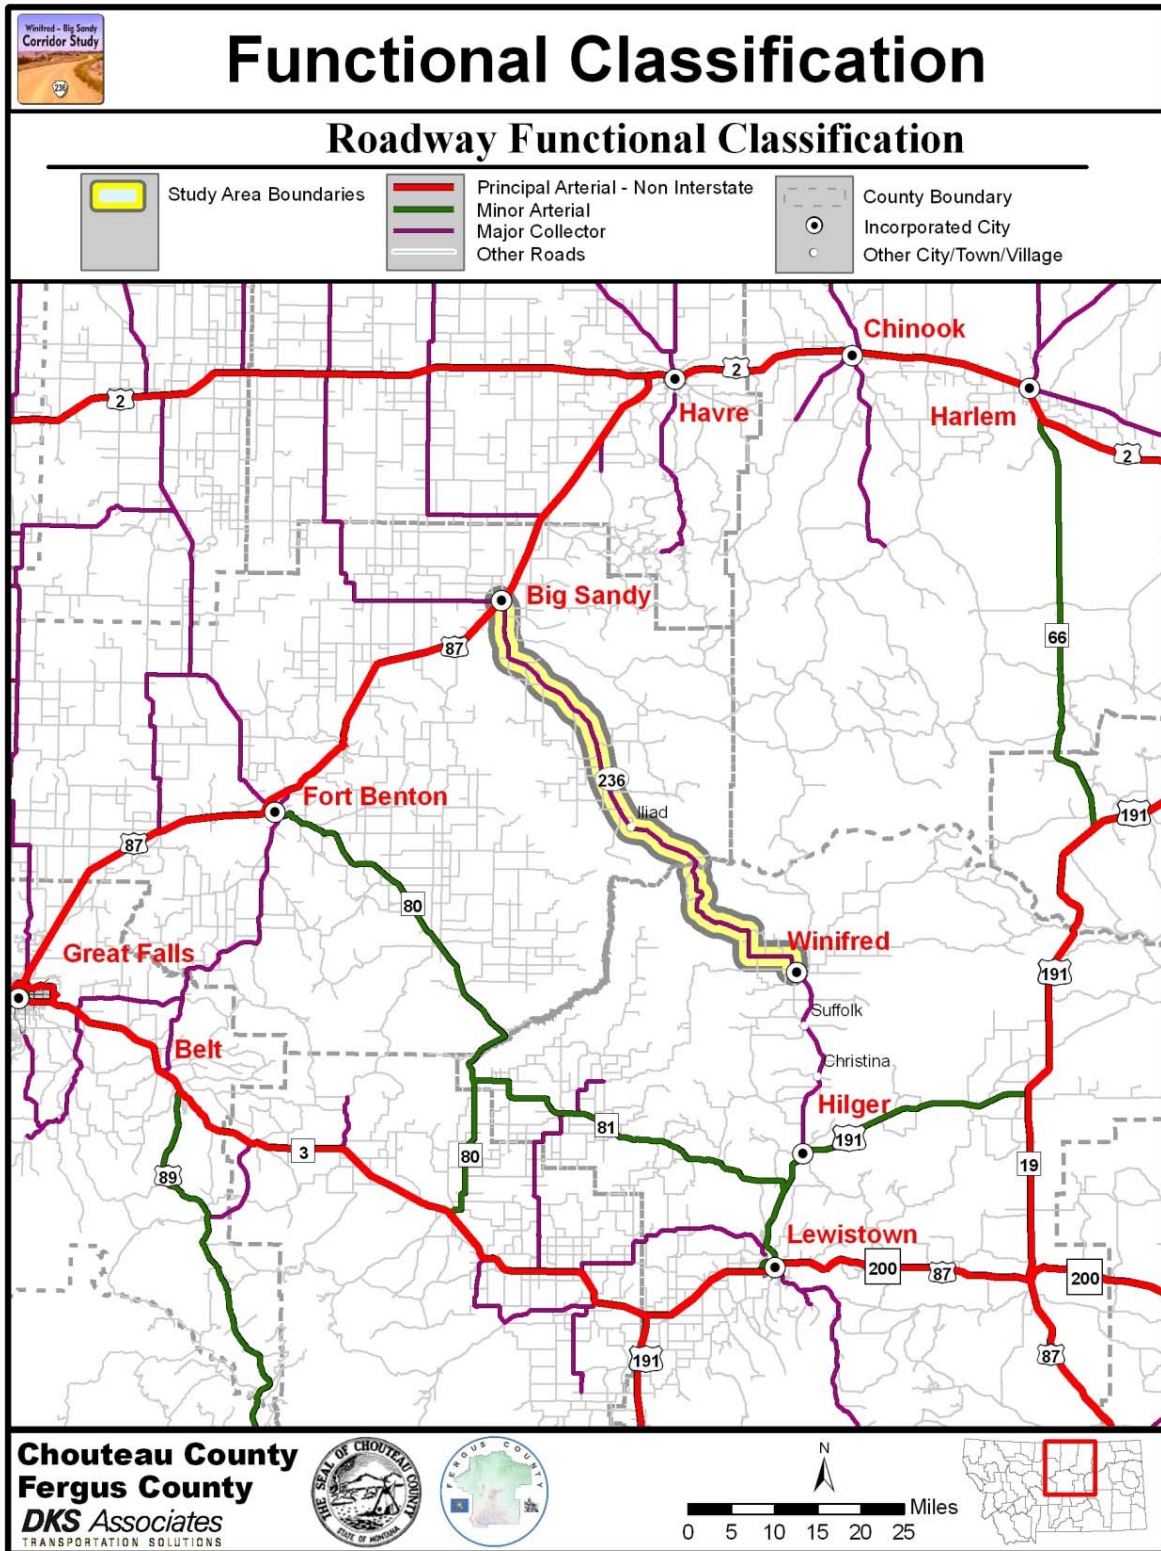 Winifred - Big Sandy
Corridor Study
236
Functional Classification
Roadway Functional Classification
Study Area Boundaries
Principal Arterial - Non Interstate
Minor Arterial
Major Collector
Other Roads
County Boundary
Incorporated City
Other City/Town/Village
Chinook
2
2
Havre
Harlem
2
Big Sandy
66
87
236
Iliad
Fort Benton
191
87
80
Winifred
Great Falls
191
Suffolk
Belt
Christina
Hilger
81
191
3
80
19
89
Lewistown
200
87
200
191
87
Chouteau County
Fergus County
DKS Associates
TRANSPORTATION SOLUTIONS
THE SEAL OF CHOUTEAU COUNTY
STATE OF MONTANA
FERGUS COUNTY
N
Miles
0 5 10 15 20 25